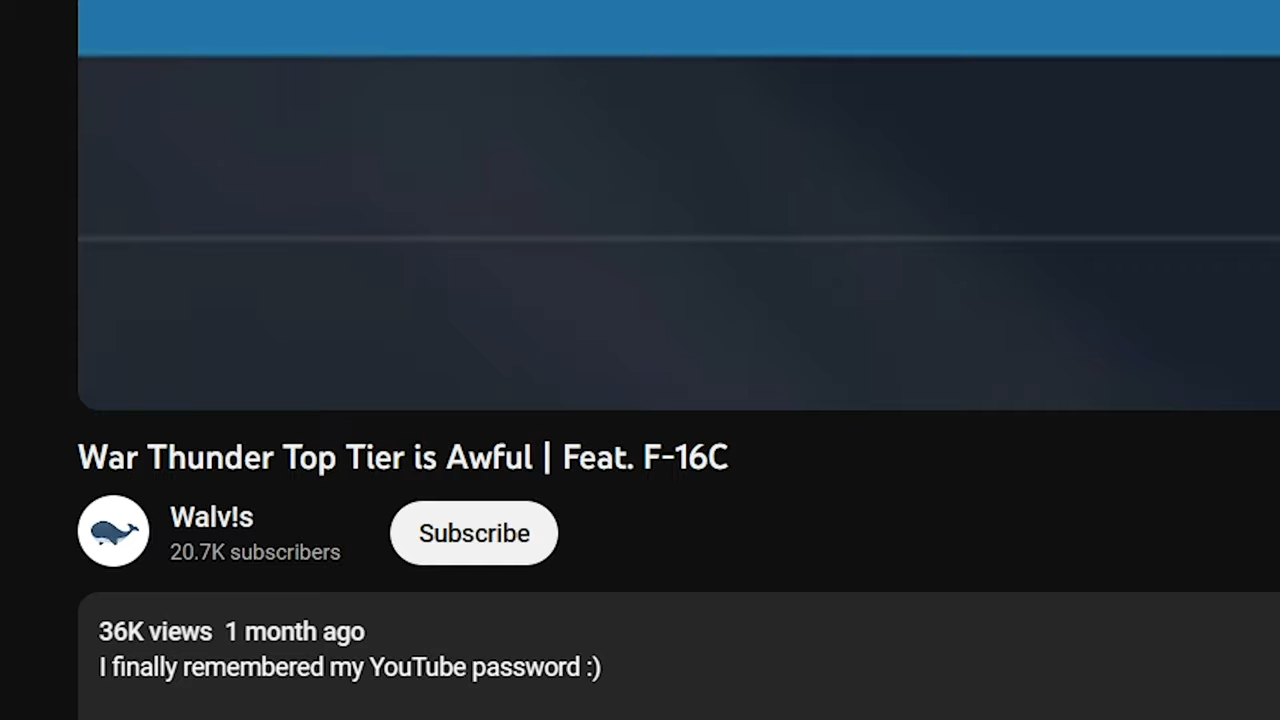 War Thunder Top Tier is Awful | Feat. F-16C
Walv!s
20.7K subscribers
Subscribe
36K views 1 month ago
I finally remembered my YouTube password :)